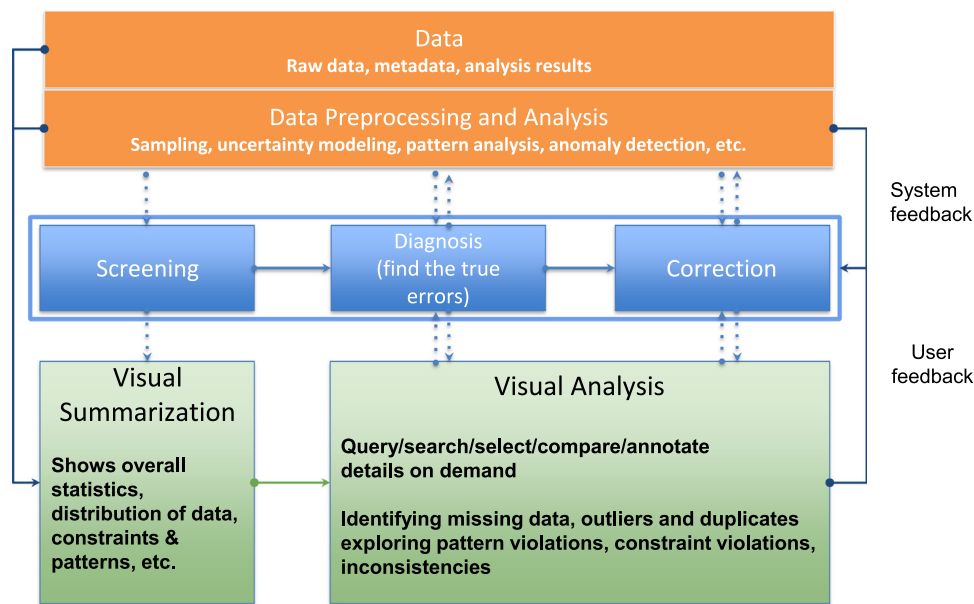 Data
Raw data, metadata, analysis results
Data Preprocessing and Analysis
Sampling, uncertainty modeling, pattern analysis, anomaly detection, etc.
System
feedback
Screening
Diagnosis
(find the true
errors)
Correction
User
feedback
Visual
Summarization
Shows overall
statistics,
distribution of data,
constraints &
patterns, etc.
Visual Analysis
Query/search/select/compare/annotate
details on demand
Identifying missing data, outliers and duplicates
exploring pattern violations, constraint violations,
inconsistencies